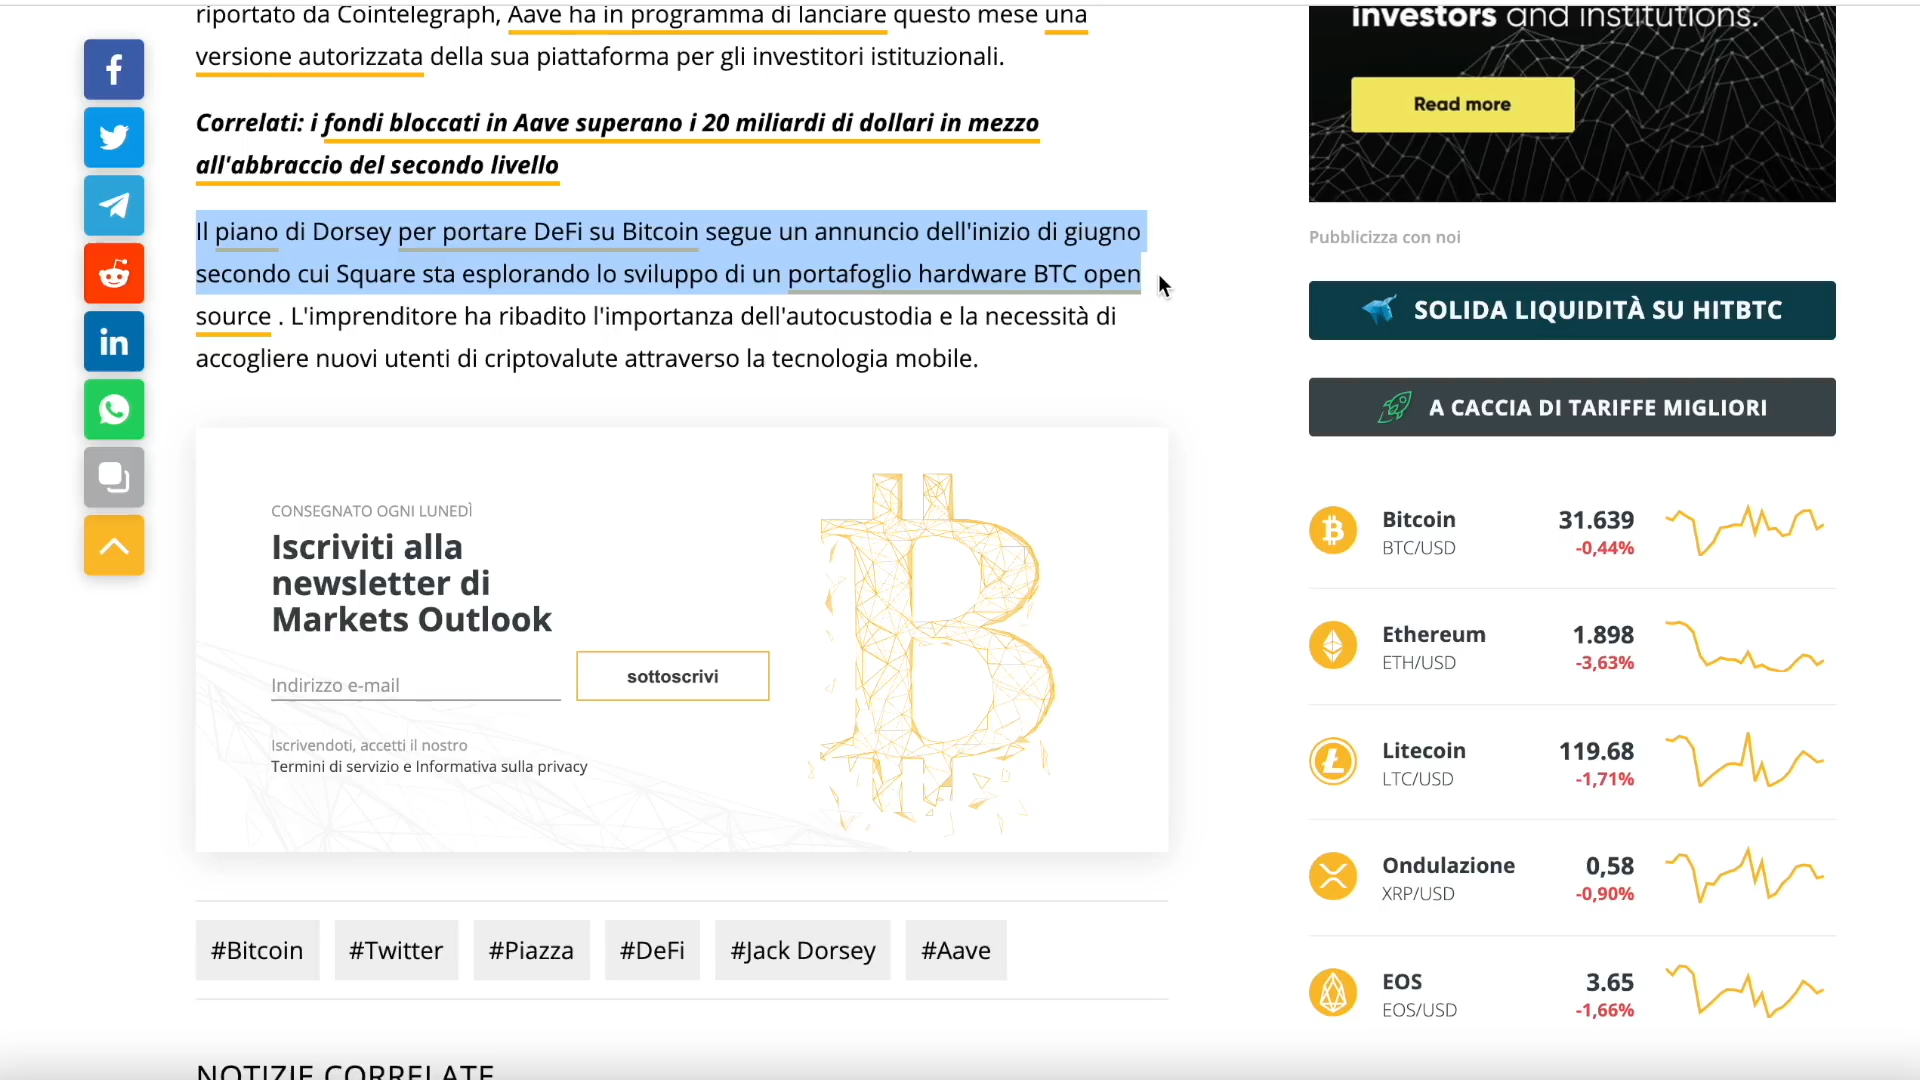 riportato da Cointelegraph, Aave ha in programma di lanciare questo mese una
versione autorizzata della sua piattaforma per gli investitori istituzionali.
Correlati: i fondi bloccati in Aave superano i 20 miliardi di dollari in mezzo
all'abbraccio del secondo livello
Il piano di Dorsey per portare DeFi su Bitcoin segue un annuncio dell'inizio di giugno
secondo cui Square sta esplorando lo sviluppo di un portafoglio hardware BTC open
source . L'imprenditore ha ribadito l'importanza dell'autocustodia e la necessità di
accogliere nuovi utenti di criptovalute attraverso la tecnologia mobile.
CONSEGNATO OGNI LUNEDÌ
Iscriviti alla
newsletter di
Markets Outlook
Indirizzo e-mail
sottoscrivi
Iscrivendoti, accetti il nostro
Termini di servizio e Informativa sulla privacy
#Bitcoin #Twitter #Piazza #DeFi #Jack Dorsey #Aave
NOTIZIE CORRELATE
investors and institutions.
Read more
Pubblicizza con noi
SOLIDA LIQUIDITÀ SU HITBTC
A CACCIA DI TARIFFE MIGLIORI
Bitcoin 31.639
BTC/USD -0,44%
Ethereum 1.898
ETH/USD -3,63%
Litecoin 119.68
LTC/USD -1,71%
Ondulazione 0,58
XRP/USD -0,90%
EOS 3.65
EOS/USD -1,66%